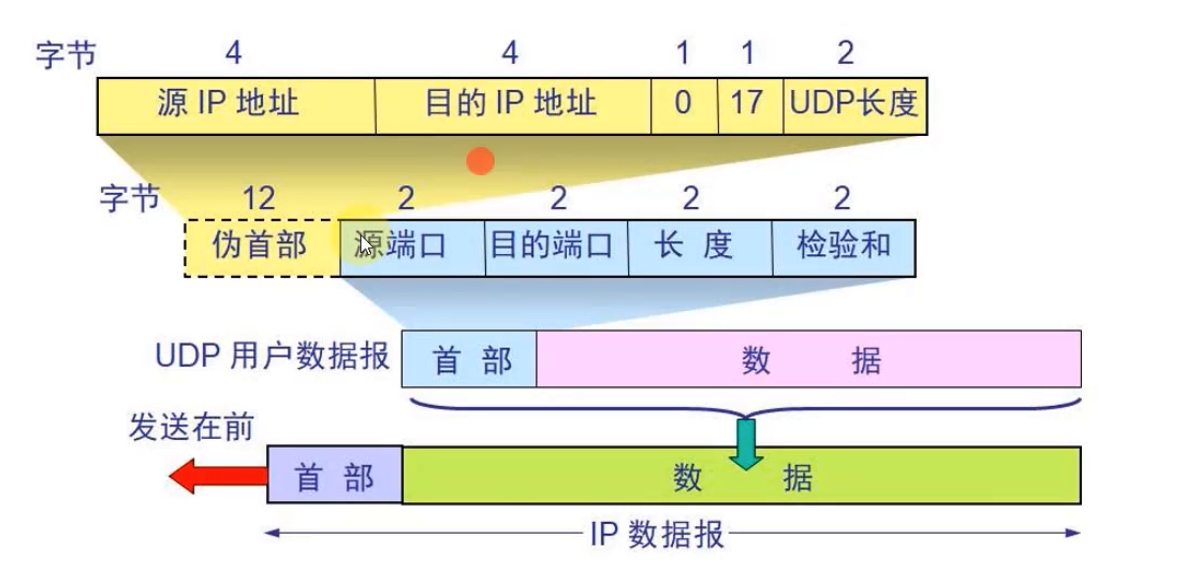 字节 4 4 1 1 2
源 IP 地址 目的 IP 地址 0 17 UDP长度
字节 12 2 2 2 2
伪首部 源端口 目的端口 长 度 检验和
UDP 用户数据报 首 部 数 据
发送在前
首 部 数 据
IP 数据报